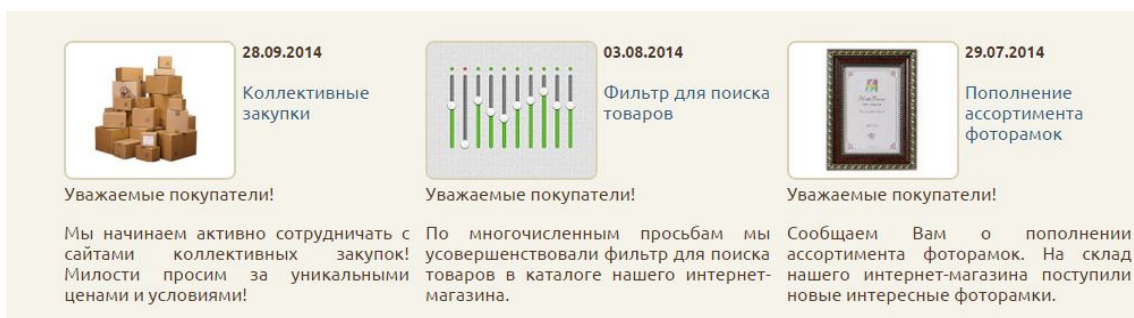 28.09.2014
Коллективные
закупки
Уважаемые покупатели!
Мы начинаем активно сотрудничать с
сайтами коллективных закупок!
Милости просим за уникальными
ценами и условиями!
03.08.2014
Фильтр для поиска
товаров
Уважаемые покупатели!
По многочисленным просьбам мы
усовершенствовали фильтр для поиска
товаров в каталоге нашего интернет-
магазина.
29.07.2014
Пополнение
ассортимента
фоторамок
Уважаемые покупатели!
Сообщаем Вам о пополнении
ассортимента фоторамок. На склад
нашего интернет-магазина поступили
новые интересные фоторамки.